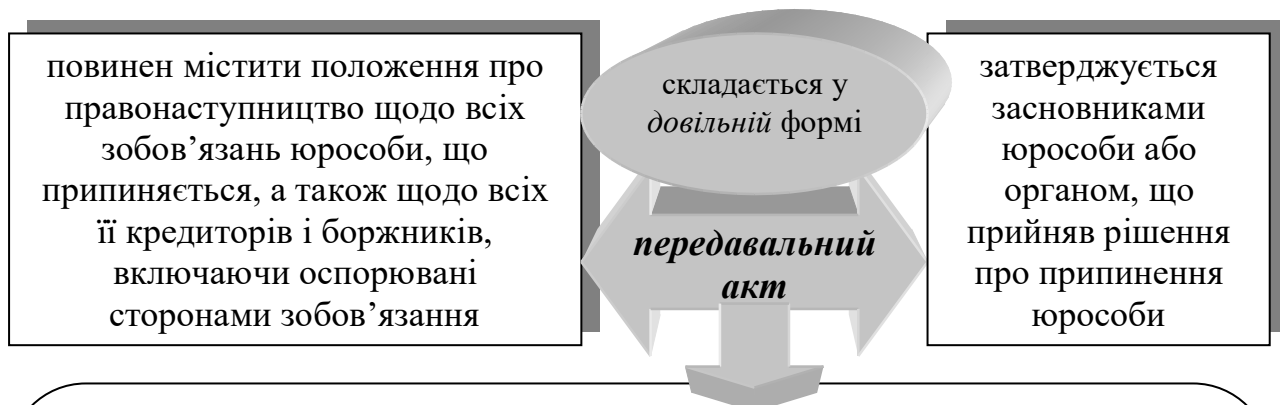 повинен містити положення про
правонаступництво щодо всіх
зобов’язань юрособи, що
припиняється, а також щодо всіх
її кредиторів і боржників,
включаючи оспорювані
сторонами зобов’язання
складається у
довільній формі
передавальний
акт
затверджується
засновниками
юрособи або
органом, що
прийняв рішення
про припинення
юрособи